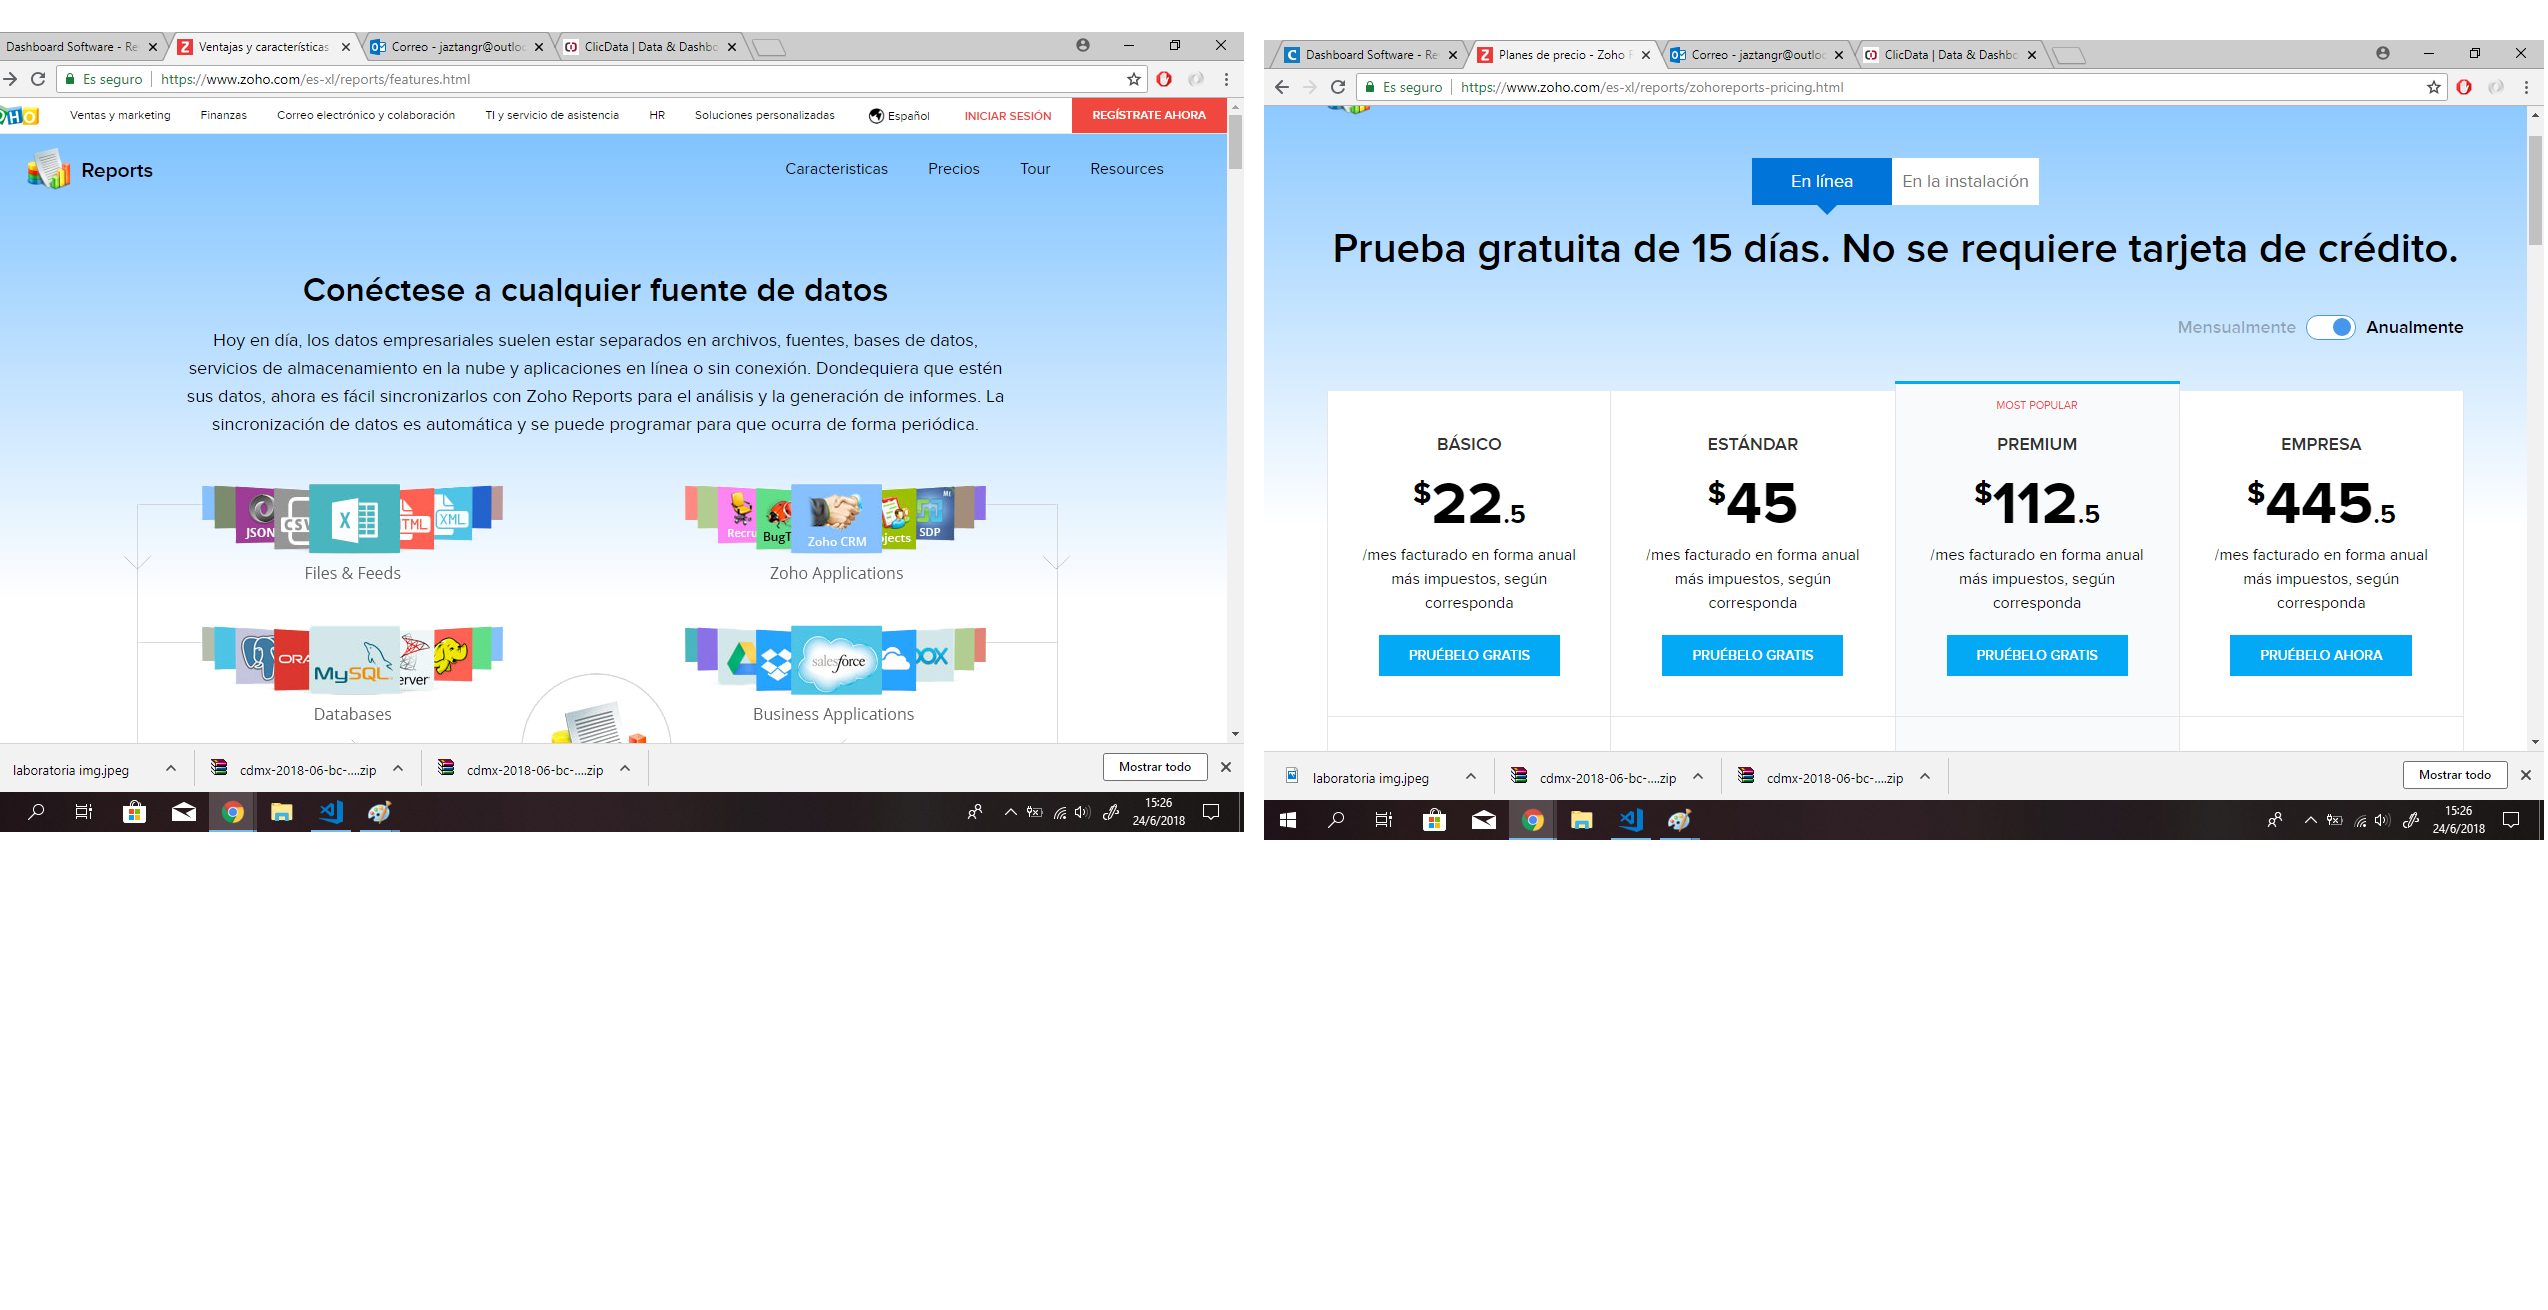 Dashboard Software - Re
Ventajas y características
Correo - jaztangr@outloo
ClicData | Data & Dashbo
Es seguro
https://www.zoho.com/es-xl/reports/features.html
Ventas y marketing
Finanzas
Correo electrónico y colaboración
TI y servicio de asistencia
HR
Soluciones personalizadas
Español
INICIAR SESIÓN
REGÍSTRATE AHORA
Reports
Caracteristicas
Precios
Tour
Resources
Conéctese a cualquier fuente de datos
Hoy en día, los datos empresariales suelen estar separados en archivos, fuentes, bases de datos,
servicios de almacenamiento en la nube y aplicaciones en línea o sin conexión. Dondequiera que estén
sus datos, ahora es fácil sincronizarlos con Zoho Reports para el análisis y la generación de informes. La
sincronización de datos es automática y se puede programar para que ocurra de forma periódica.
JSON
CSV
XML
Files & Feeds
Recru
BugT
Zoho CRM
jects
SDP
Zoho Applications
ORA
MySQL
erver
Databases
salesforce
Business Applications
laboratoria img.jpeg
cdmx-2018-06-bc-....zip
cdmx-2018-06-bc-....zip
Mostrar todo
15:26
24/6/2018
Dashboard Software - Re
Planes de precio - Zoho R
Correo - jaztangr@outloo
ClicData | Data & Dashbo
Es seguro
https://www.zoho.com/es-xl/reports/zohoreports-pricing.html
En línea
En la instalación
Prueba gratuita de 15 días. No se requiere tarjeta de crédito.
Mensualmente
Anualmente
BÁSICO
$22.5
/mes facturado en forma anual
más impuestos, según
corresponda
PRUÉBELO GRATIS
ESTÁNDAR
$45
/mes facturado en forma anual
más impuestos, según
corresponda
PRUÉBELO GRATIS
MOST POPULAR
PREMIUM
$112.5
/mes facturado en forma anual
más impuestos, según
corresponda
PRUÉBELO GRATIS
EMPRESA
$445.5
/mes facturado en forma anual
más impuestos, según
corresponda
PRUÉBELO AHORA
laboratoria img.jpeg
cdmx-2018-06-bc-....zip
cdmx-2018-06-bc-....zip
Mostrar todo
15:26
24/6/2018